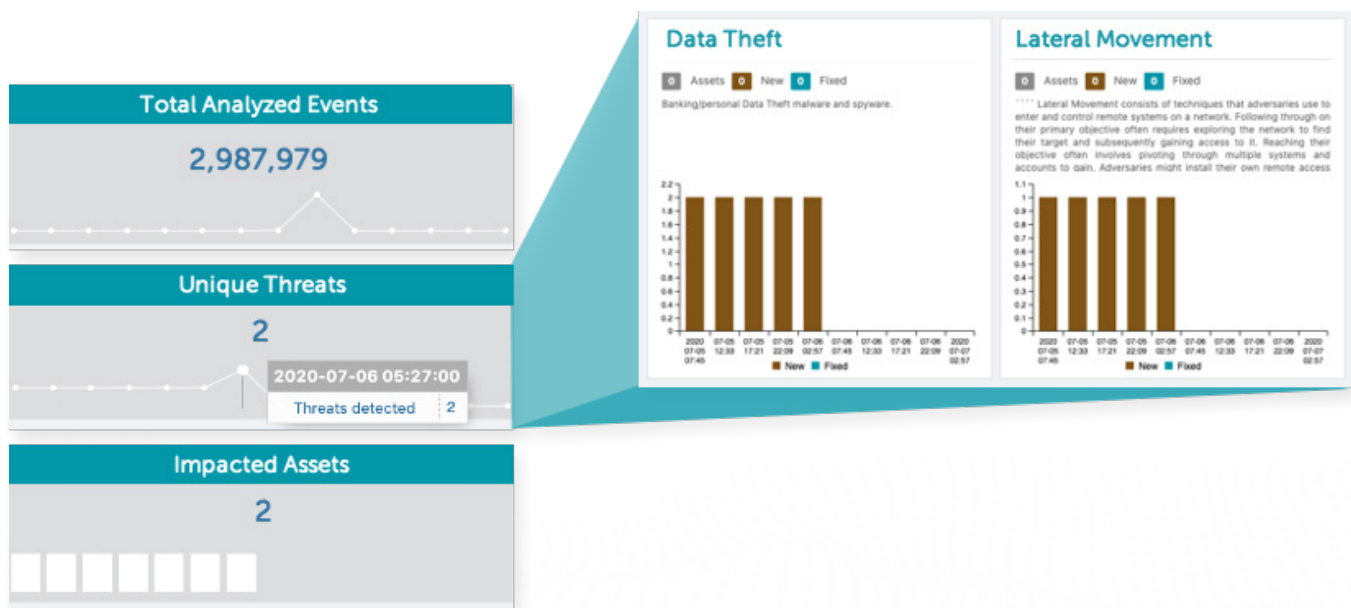 Total Analyzed Events
2,987,979
Unique Threats
2
2020-07-06 05:27:00
Threats detected 2
Impacted Assets
2
Data Theft
0 Assets 0 New 0 Fixed
Banking/personal Data Theft malware and spyware.
2.2
2
1.8
1.6
1.4
1.2
1
0.8
0.6
0.4
0.2
0
2020 07-05 07-05 07-05 07-06 07-06 07-06 07-06 07-06 2020
07-05 12:33 17:21 22:09 02:57 07:45 12:33 17:21 22:09 07-07
07:45 02:57
New Fixed
Lateral Movement
0 Assets 0 New 0 Fixed
```` Lateral Movement consists of techniques that adversaries use to
enter and control remote systems on a network. Following through on
their primary objective often requires exploring the network to find
their target and subsequently gaining access to it. Reaching their
objective often involves pivoting through multiple systems and
accounts to gain. Adversaries might install their own remote access
1.1
1
0.9
0.8
0.7
0.6
0.5
0.4
0.3
0.2
0.1
0
2020 07-05 07-05 07-05 07-06 07-06 07-06 07-06 07-06 2020
07-05 12:33 17:21 22:09 02:57 07:45 12:33 17:21 22:09 07-07
07:45 02:57
New Fixed